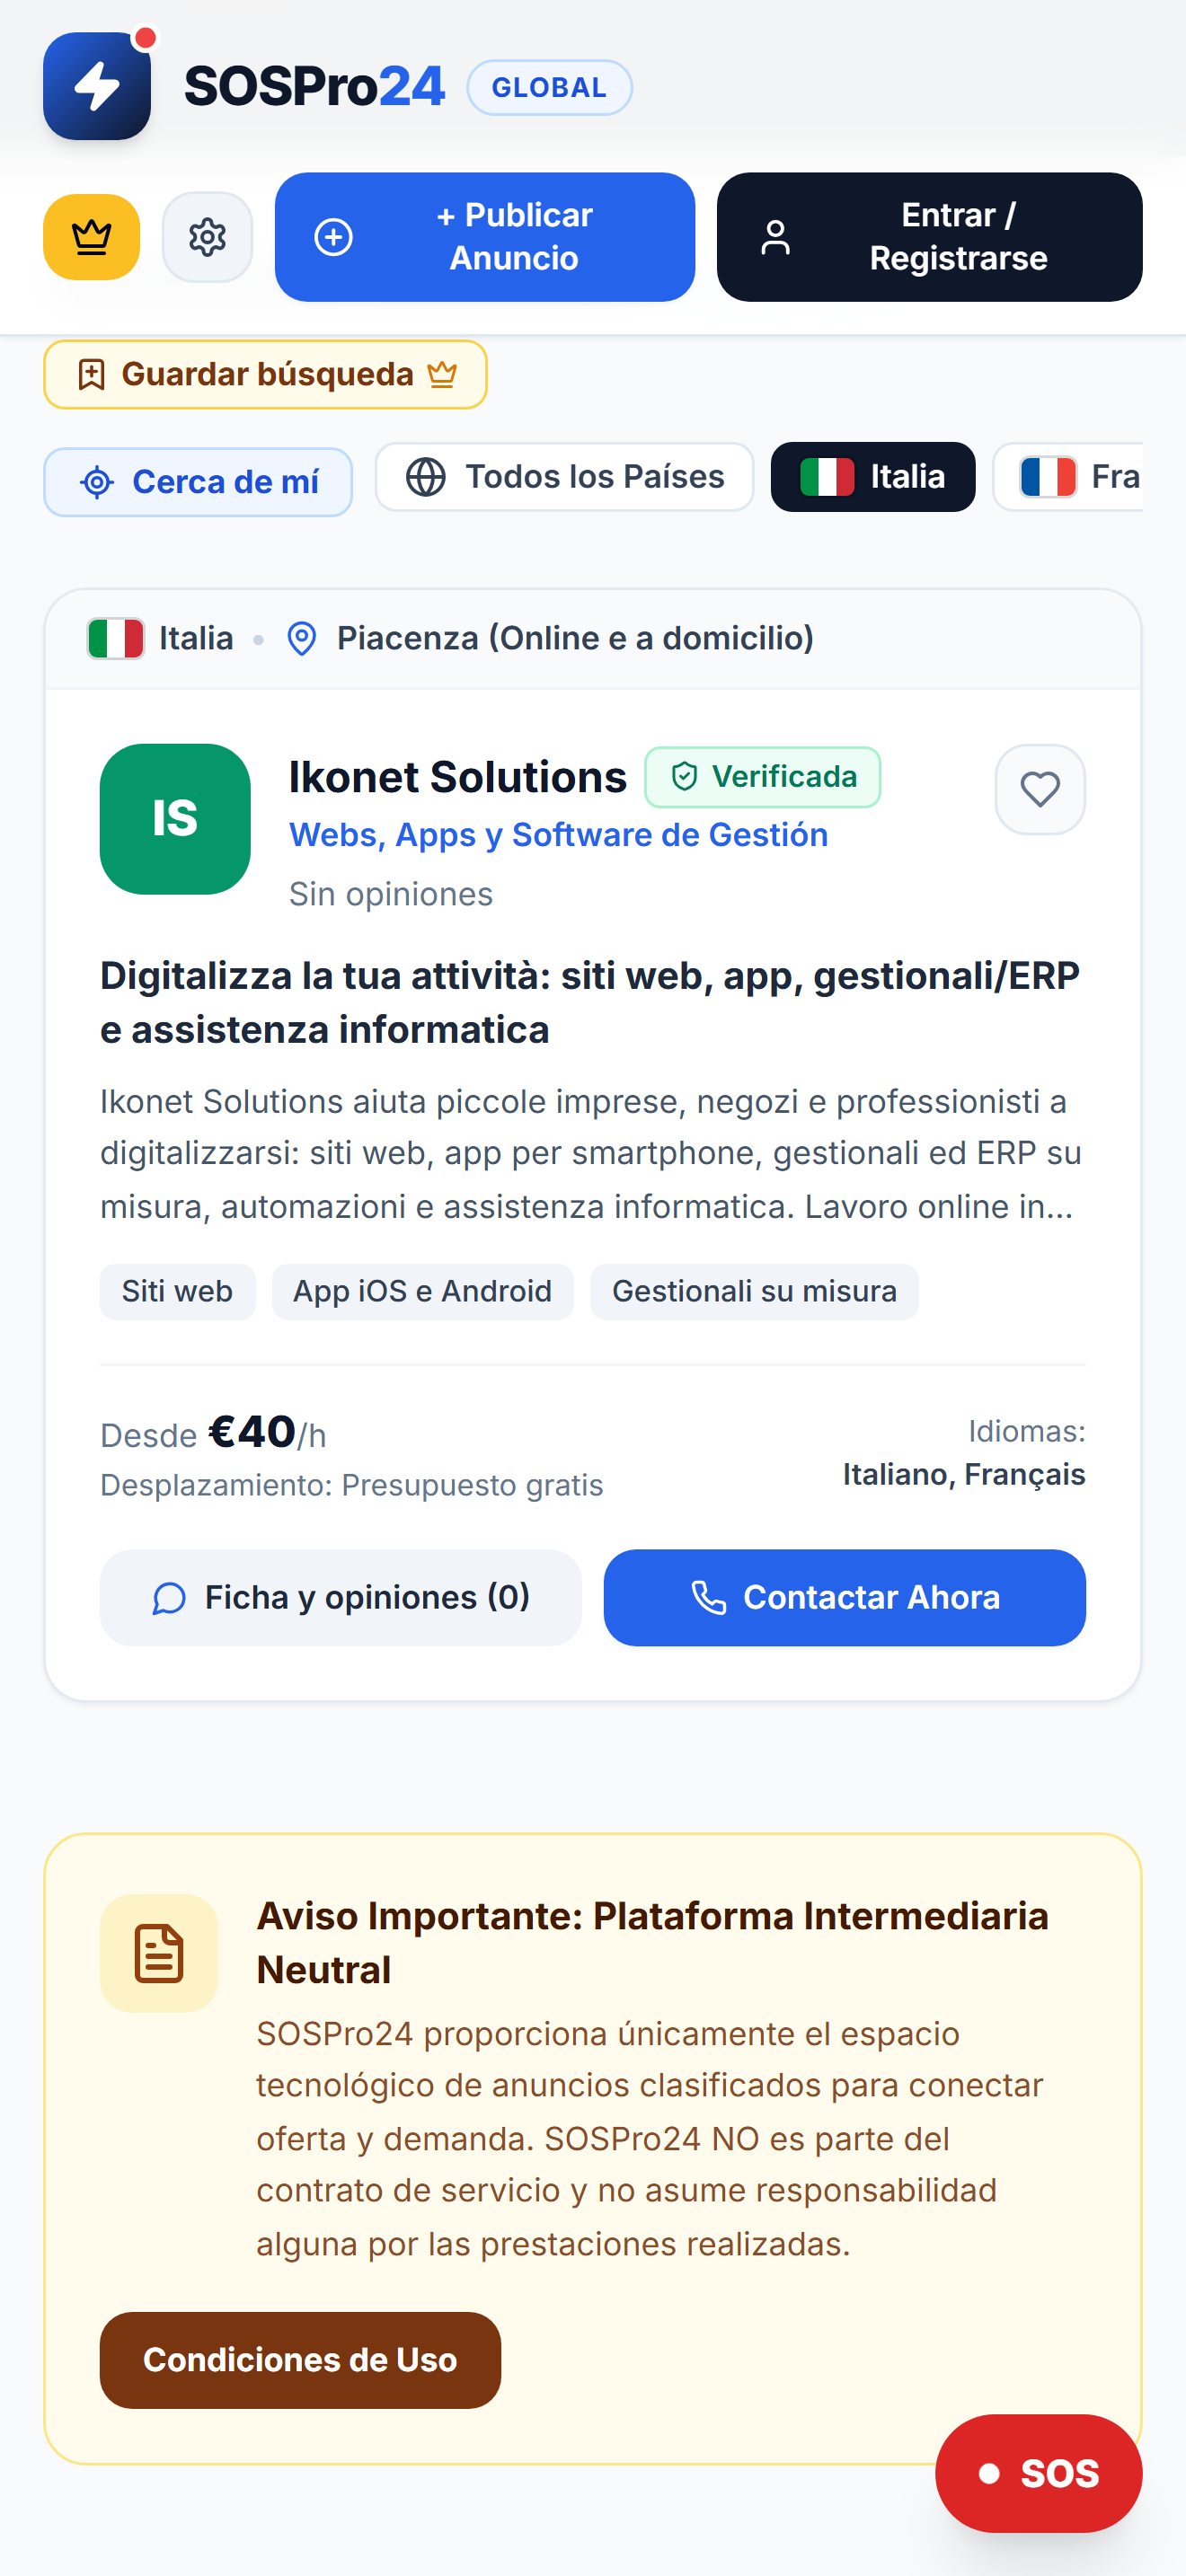 SOSPro24 GLOBAL
+ Publicar
Anuncio
Entrar /
Registrarse
Guardar búsqueda
Cerca de mí
Todos los Países
Italia
Fra
Italia • Piacenza (Online e a domicilio)
IS
Ikonet Solutions
Verificada
Webs, Apps y Software de Gestión
Sin opiniones
Digitalizza la tua attività: siti web, app, gestionali/ERP
e assistenza informatica
Ikonet Solutions aiuta piccole imprese, negozi e professionisti a
digitalizzarsi: siti web, app per smartphone, gestionali ed ERP su
misura, automazioni e assistenza informatica. Lavoro online in...
Siti web
App iOS e Android
Gestionali su misura
Desde €40/h
Desplazamiento: Presupuesto gratis
Idiomas:
Italiano, Français
Ficha y opiniones (0)
Contactar Ahora
Aviso Importante: Plataforma Intermediaria
Neutral
SOSPro24 proporciona únicamente el espacio
tecnológico de anuncios clasificados para conectar
oferta y demanda. SOSPro24 NO es parte del
contrato de servicio y no asume responsabilidad
alguna por las prestaciones realizadas.
Condiciones de Uso
SOS